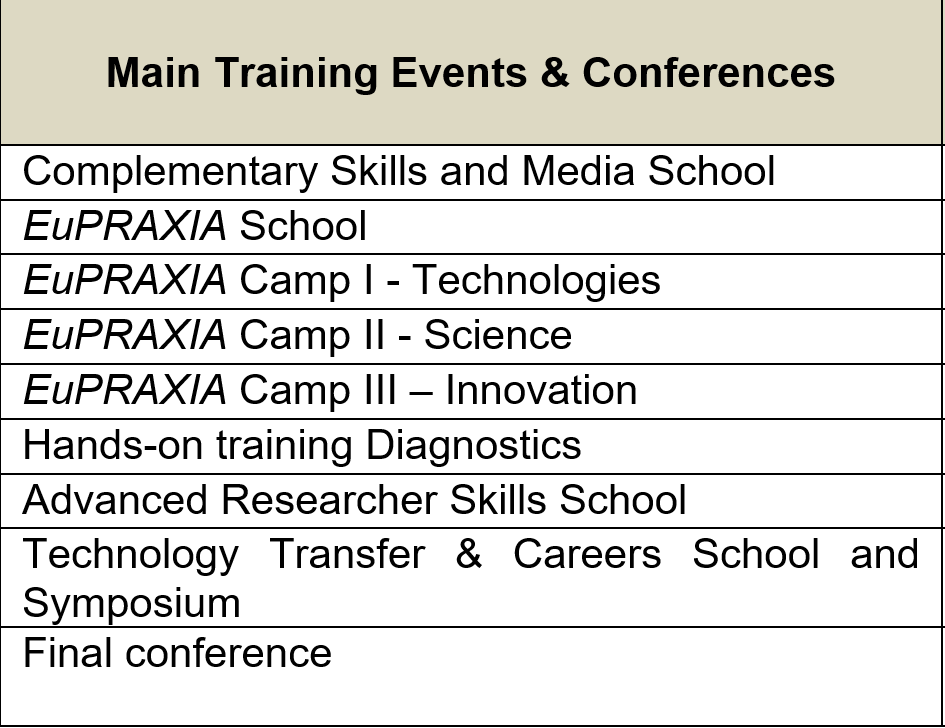 Main Training Events & Conferences
Complementary Skills and Media School
EuPRAXIA School
EuPRAXIA Camp I - Technologies
EuPRAXIA Camp II - Science
EuPRAXIA Camp III – Innovation
Hands-on training Diagnostics
Advanced Researcher Skills School
Technology Transfer & Careers School and
Symposium
Final conference